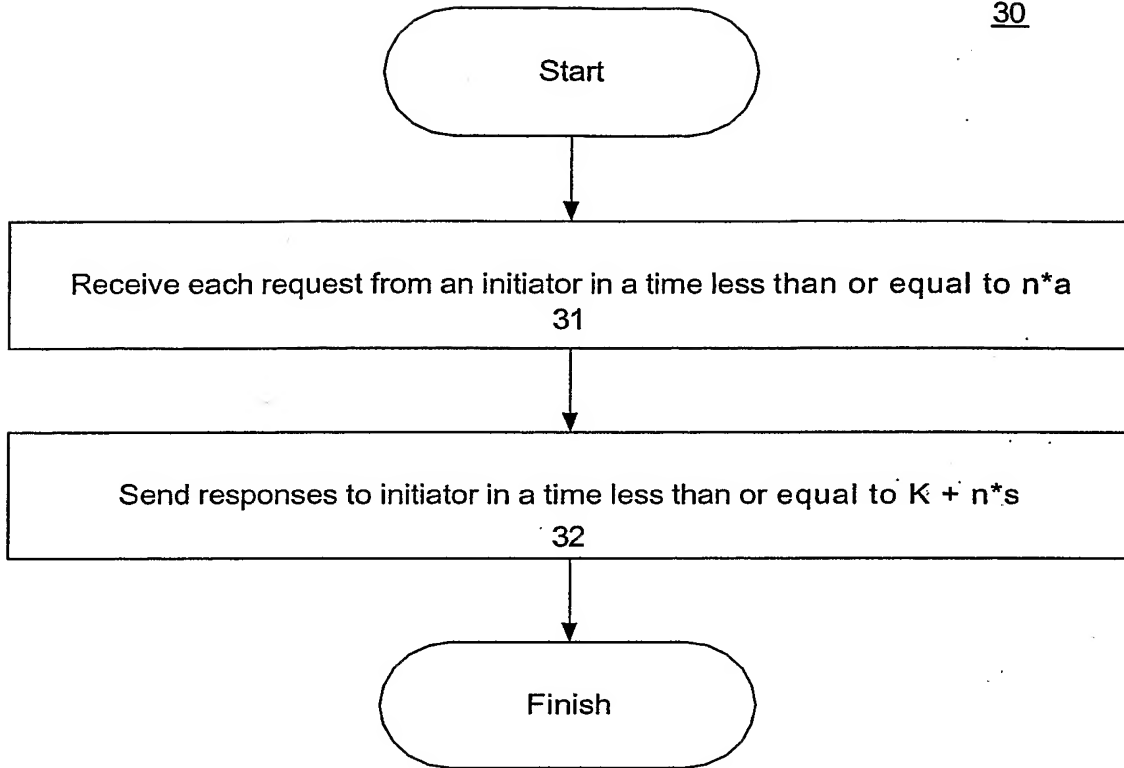 30
Start
Receive each request from an initiator in a time less than or equal to n*a
31
Send responses to initiator in a time less than or equal to K + n*s
32
Finish